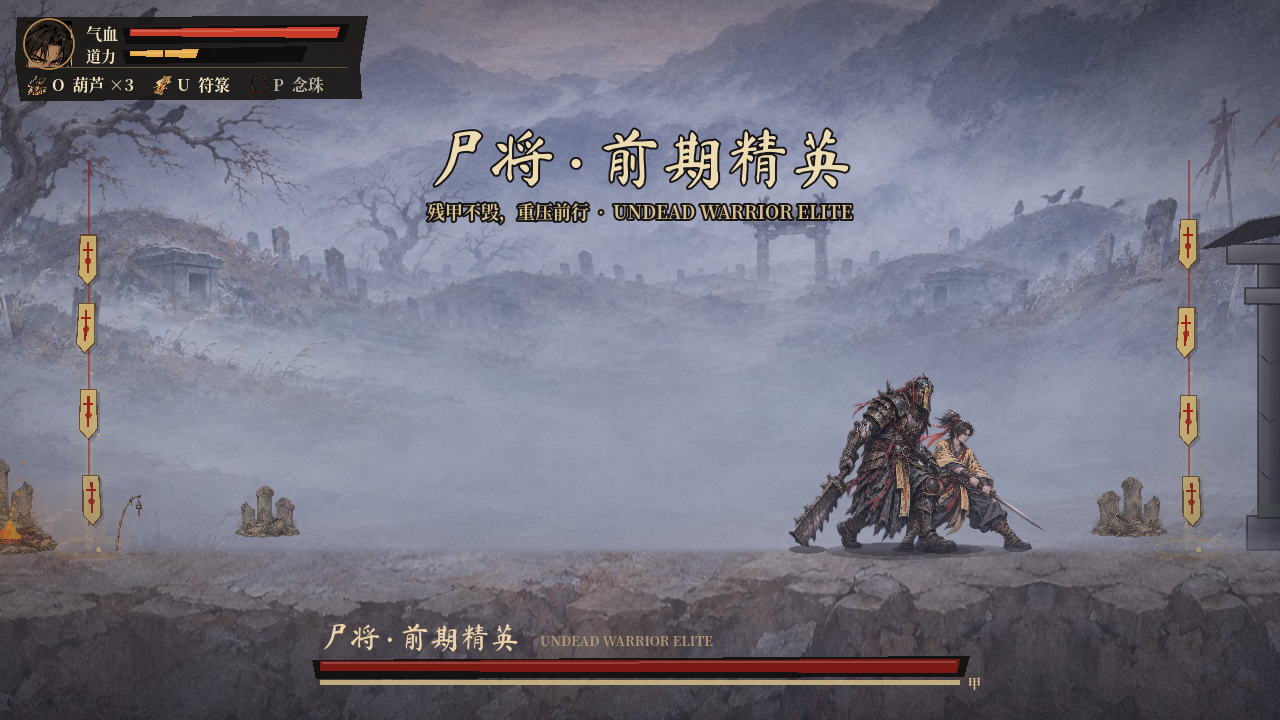 气血
道力
O 葫芦 ×3 U 符箓 P 念珠
尸将·前期精英
残甲不毁，重压前行 · UNDEAD WARRIOR ELITE
尸将·前期精英 UNDEAD WARRIOR ELITE
甲